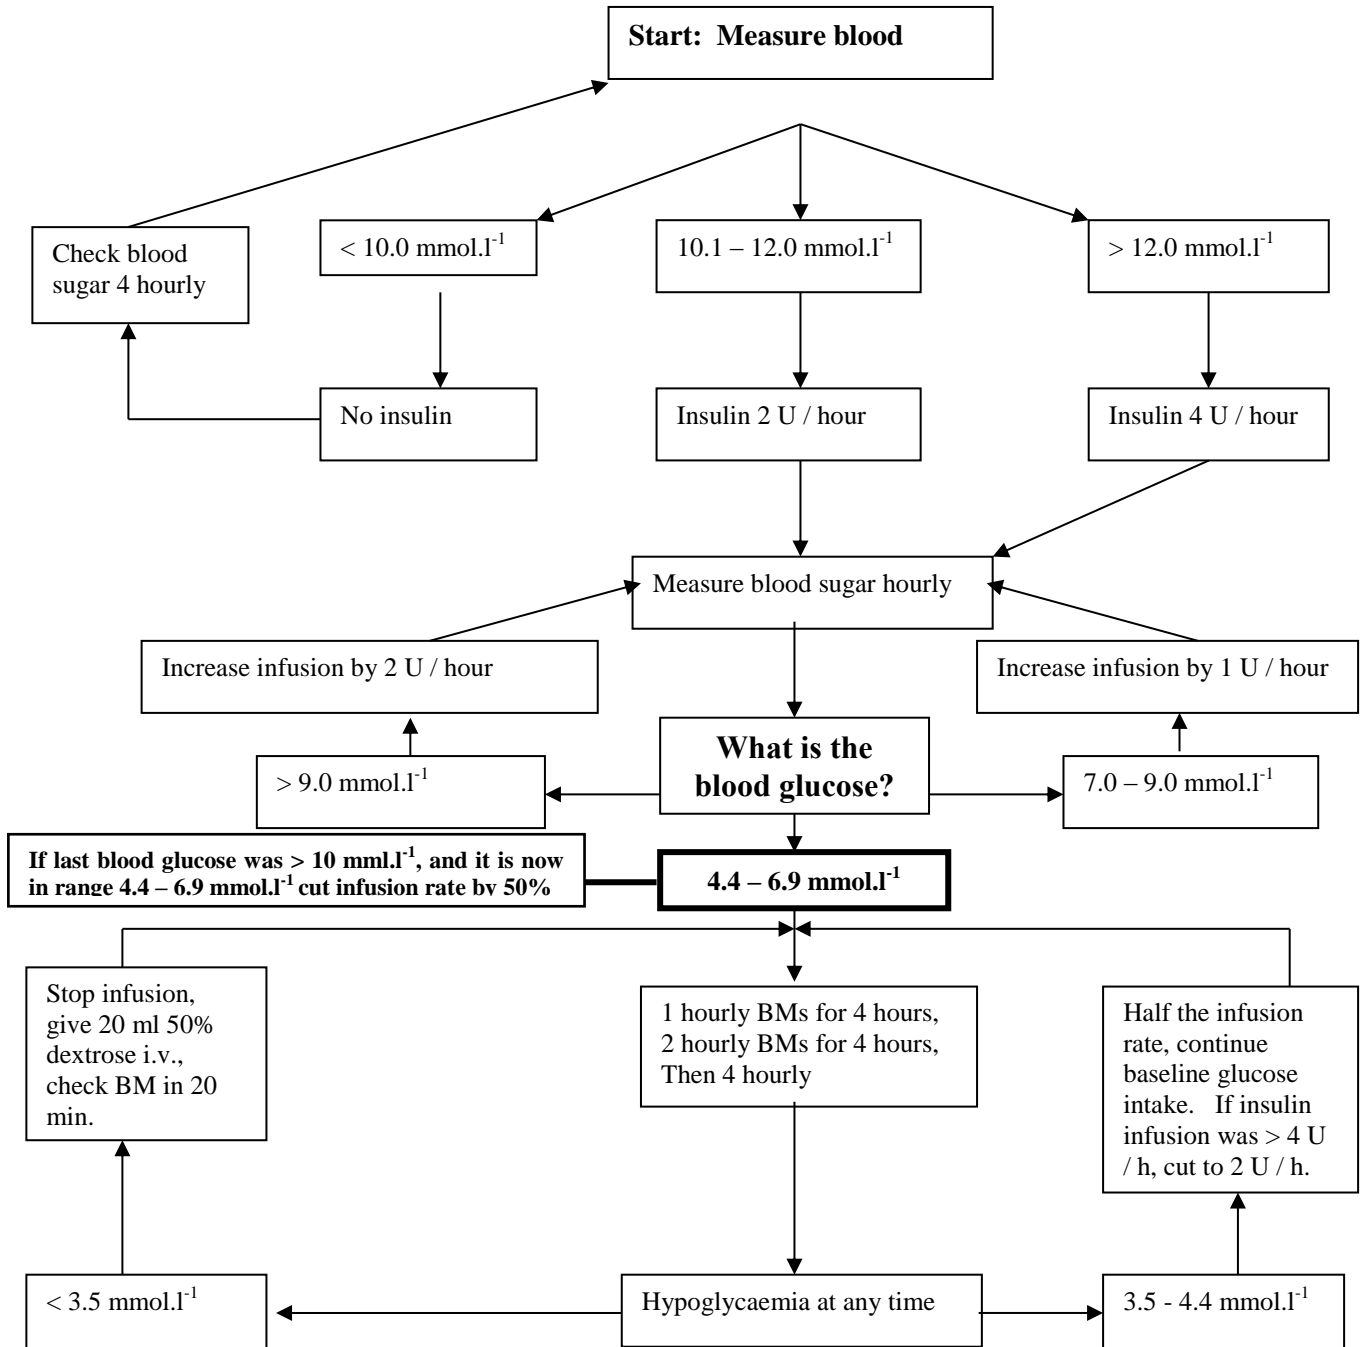 Start:  Measure blood
Check blood
sugar 4 hourly
< 10.0 mmol.l⁻¹
10.1 – 12.0 mmol.l⁻¹
> 12.0 mmol.l⁻¹
No insulin
Insulin 2 U / hour
Insulin 4 U / hour
Measure blood sugar hourly
Increase infusion by 2 U / hour
Increase infusion by 1 U / hour
What is the
blood glucose?
> 9.0 mmol.l⁻¹
7.0 – 9.0 mmol.l⁻¹
If last blood glucose was > 10 mml.l⁻¹, and it is now
in range 4.4 – 6.9 mmol.l⁻¹ cut infusion rate by 50%
4.4 – 6.9 mmol.l⁻¹
Stop infusion,
give 20 ml 50%
dextrose i.v.,
check BM in 20
min.
1 hourly BMs for 4 hours,
2 hourly BMs for 4 hours,
Then 4 hourly
Half the infusion
rate, continue
baseline glucose
intake.   If insulin
infusion was > 4 U
/ h, cut to 2 U / h.
< 3.5 mmol.l⁻¹
Hypoglycaemia at any time
3.5 - 4.4 mmol.l⁻¹